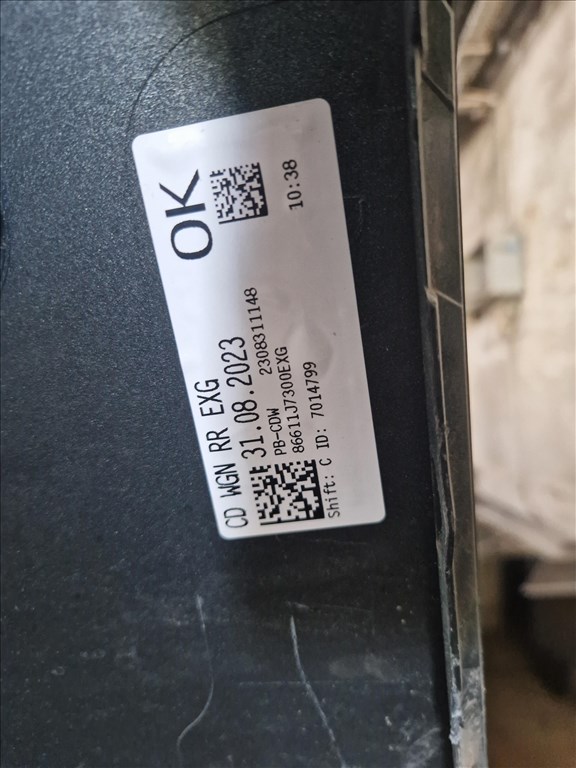 CD WGN RR EXG
31.08.2023
PB-CDW 2308311148
86611J7300EXG
Shift: C ID: 7014799
OK
10:38